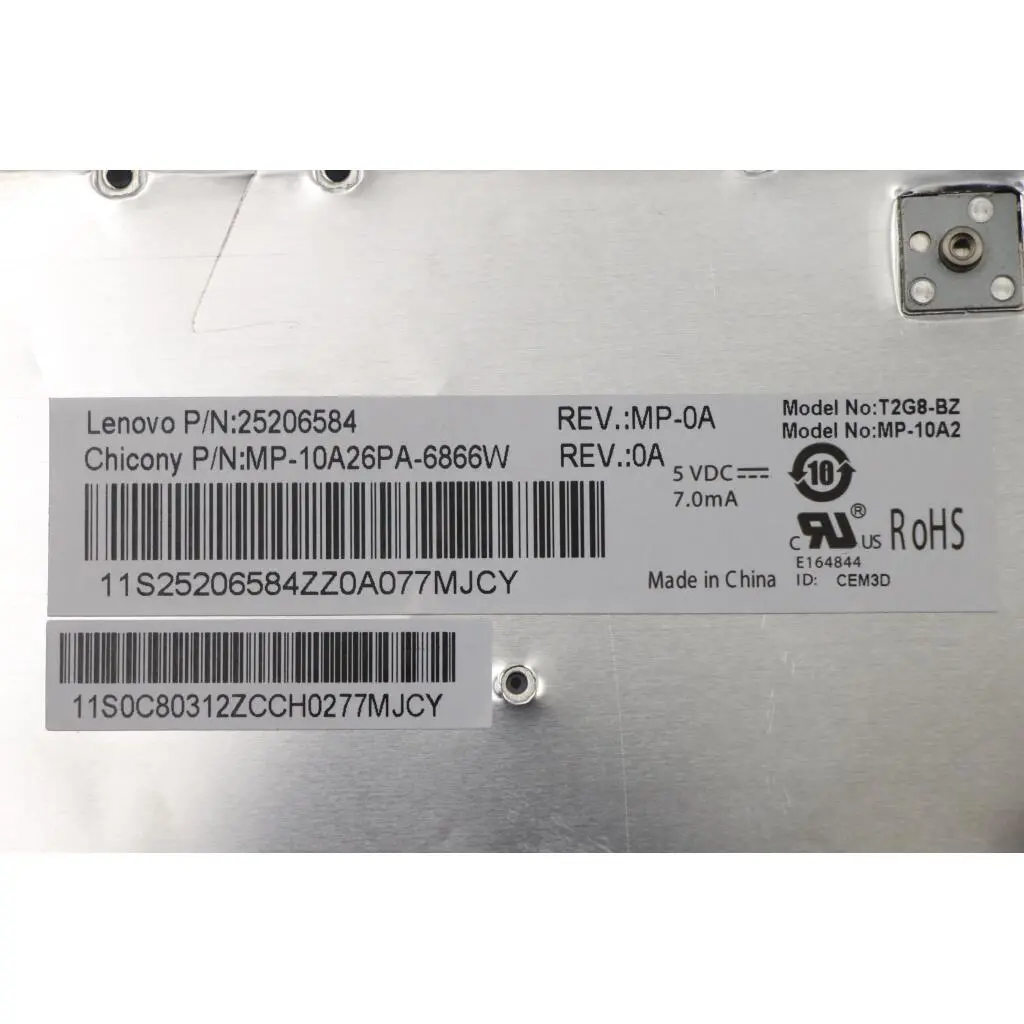 Lenovo P/N:25206584 REV.:MP-0A
Chicony P/N:MP-10A26PA-6866W REV.:0A
Model No:T2G8-BZ
Model No:MP-10A2
5 VDC
7.0mA
10
C RU ® US RoHS
E164844
Made in China ID: CEM3D
11S25206584ZZ0A077MJCY
11S0C80312ZCCH0277MJCY